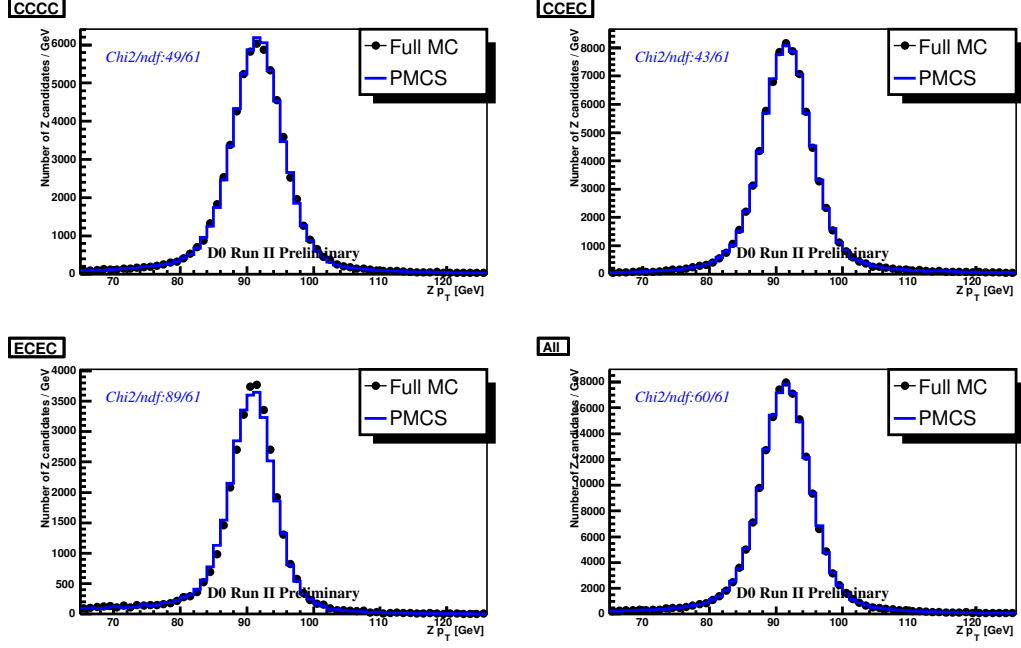 CCCC
Number of Z candidates / GeV
6000
5000
4000
3000
2000
1000
0
Chi2/ndf:49/61
Full MC
PMCS
D0 Run II Preliminary
70 80 90 100 110 120
Z p_T [GeV]
CCEC
Number of Z candidates / GeV
8000
7000
6000
5000
4000
3000
2000
1000
0
Chi2/ndf:43/61
Full MC
PMCS
D0 Run II Preliminary
70 80 90 100 110 120
Z p_T [GeV]
ECEC
Number of Z candidates / GeV
4000
3500
3000
2500
2000
1500
1000
500
0
Chi2/ndf:89/61
Full MC
PMCS
D0 Run II Preliminary
70 80 90 100 110 120
Z p_T [GeV]
All
Number of Z candidates / GeV
18000
16000
14000
12000
10000
8000
6000
4000
2000
0
Chi2/ndf:60/61
Full MC
PMCS
D0 Run II Preliminary
70 80 90 100 110 120
Z p_T [GeV]